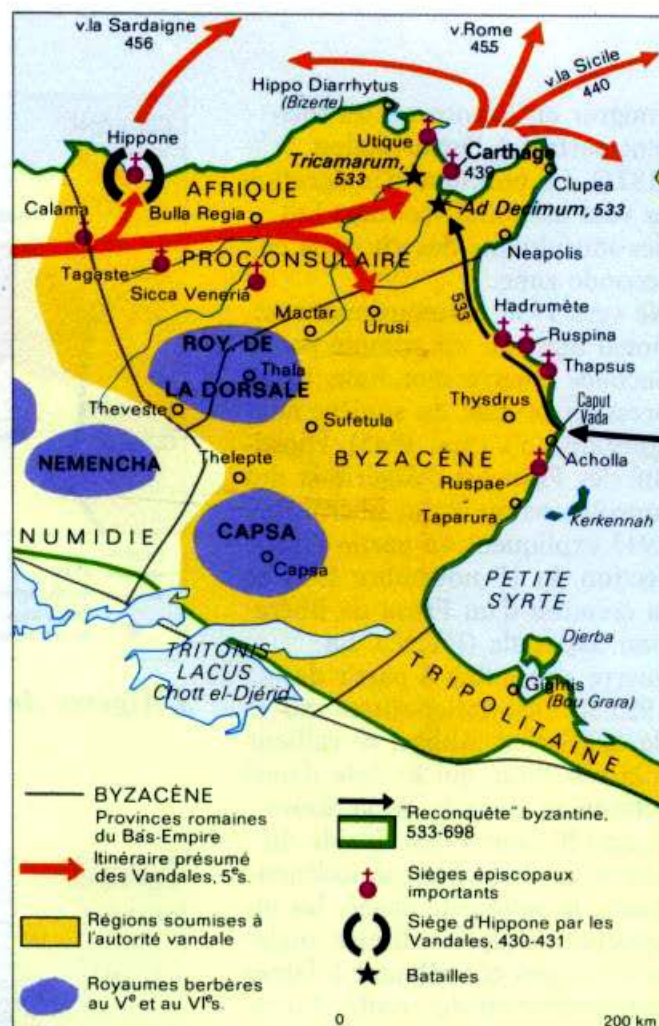 v.la Sardaigne
456
v.Rome
455
v.la Sicile
440
Hippo Diarrhytus
(Bizerte)
Hippone
Utique
Carthage
439
Tricamarum,
533
Clupea
AFRIQUE
Calama
Bulla Regia
Ad Decimum, 533
PROCONSULAIRE
Neapolis
Tagaste
Sicca Veneria
533
Hadrumète
Mactar
Urusi
Ruspina
ROY. DE
LA DORSALE
Thala
Thapsus
Theveste
Thysdrus
Caput
Vada
Sufetula
NEMENCHA
Thelepte
BYZACÈNE
Acholla
Ruspae
NUMIDIE
CAPSA
Capsa
Taparura
Kerkennah
PETITE
SYRTE
TRITONIS
LACUS
Chott el-Djérid
Djerba
Gigthis
(Bou Grara)
TRIPOLITAINE
BYZACÈNE
Provinces romaines
du Bas-Empire
Itinéraire présumé
des Vandales, 5e s.
Régions soumises à
l'autorité vandale
Royaumes berbères
au Ve et au VIe s.
"Reconquête" byzantine.
533-698
Sièges épiscopaux
importants
Siège d'Hippone par les
Vandales, 430-431
Batailles
0 200 km